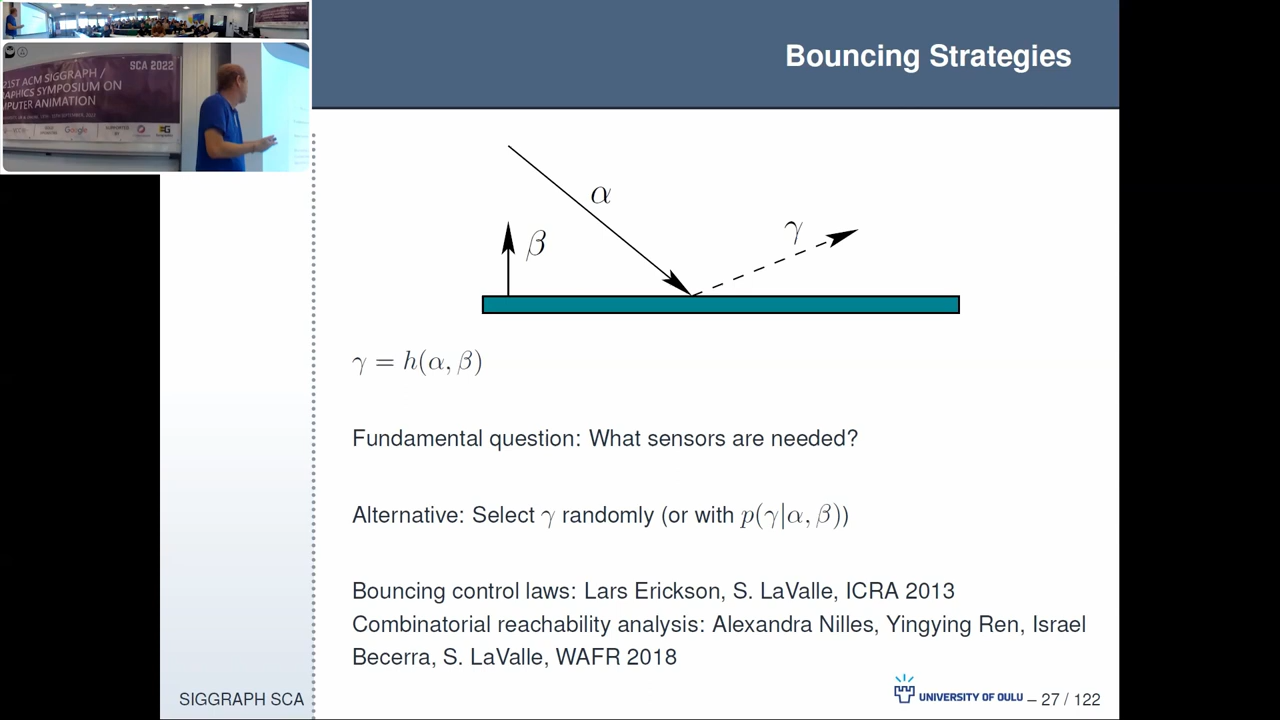 SCA 2022
21ST ACM SIGGRAPH /
GRAPHICS SYMPOSIUM ON
COMPUTER ANIMATION
Google
Bouncing Strategies
α
β
γ
γ = h(α, β)
Fundamental question: What sensors are needed?
Alternative: Select γ randomly (or with p(γ|α, β))
Bouncing control laws: Lars Erickson, S. LaValle, ICRA 2013
Combinatorial reachability analysis: Alexandra Nilles, Yingying Ren, Israel
Becerra, S. LaValle, WAFR 2018
SIGGRAPH SCA
UNIVERSITY OF OULU – 27 / 122